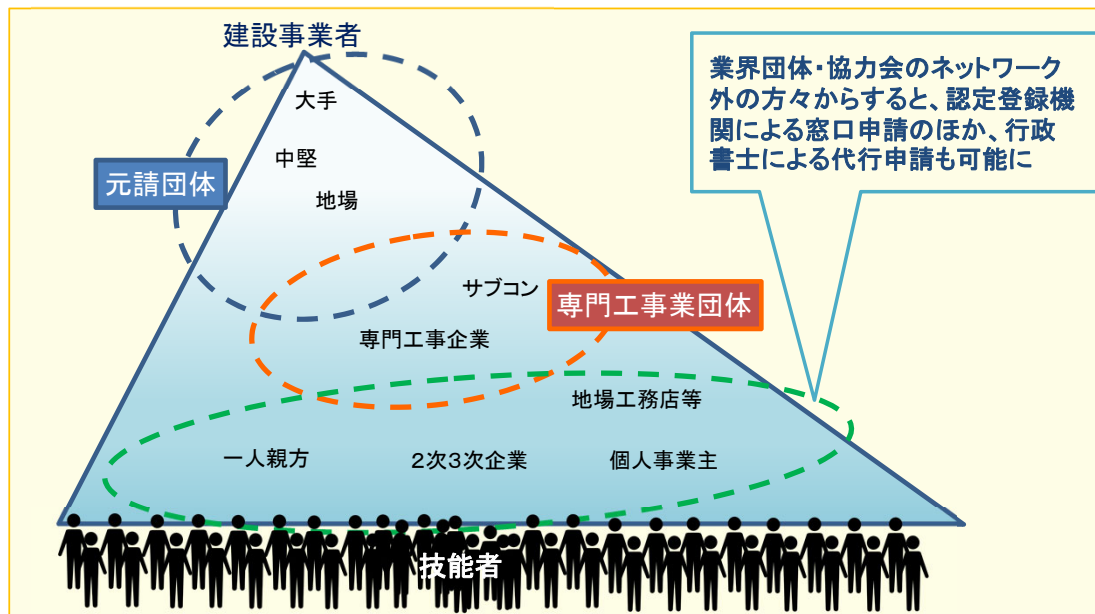 建設事業者
業界団体・協力会のネットワーク
外の方々からすると、認定登録機
関による窓口申請のほか、行政
書士による代行申請も可能に
大手
中堅
元請団体
地場
サブコン
専門工事業団体
専門工事企業
地場工務店等
一人親方
2次3次企業
個人事業主
技能者